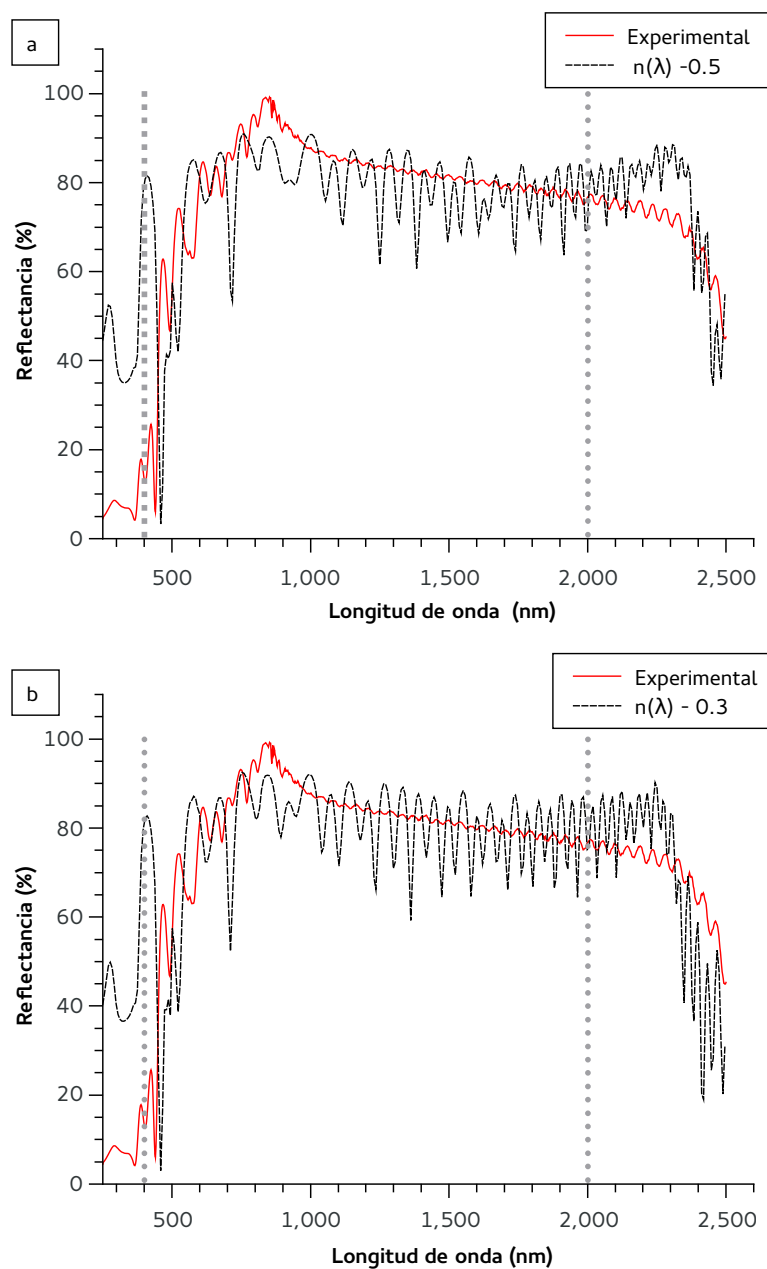 a
Experimental
n(λ) -0.5
100
80
60
40
20
0
Reflectancia (%)
500
1,000
1,500
2,000
2,500
Longitud de onda (nm)
b
Experimental
n(λ) - 0.3
100
80
60
40
20
0
Reflectancia (%)
500
1,000
1,500
2,000
2,500
Longitud de onda (nm)